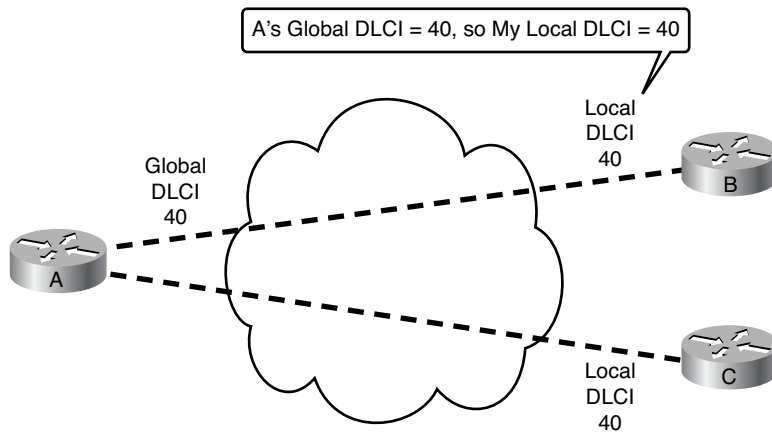 A's Global DLCI = 40, so My Local DLCI = 40
Local
DLCI
40
Global
DLCI
40
B
A
C
Local
DLCI
40